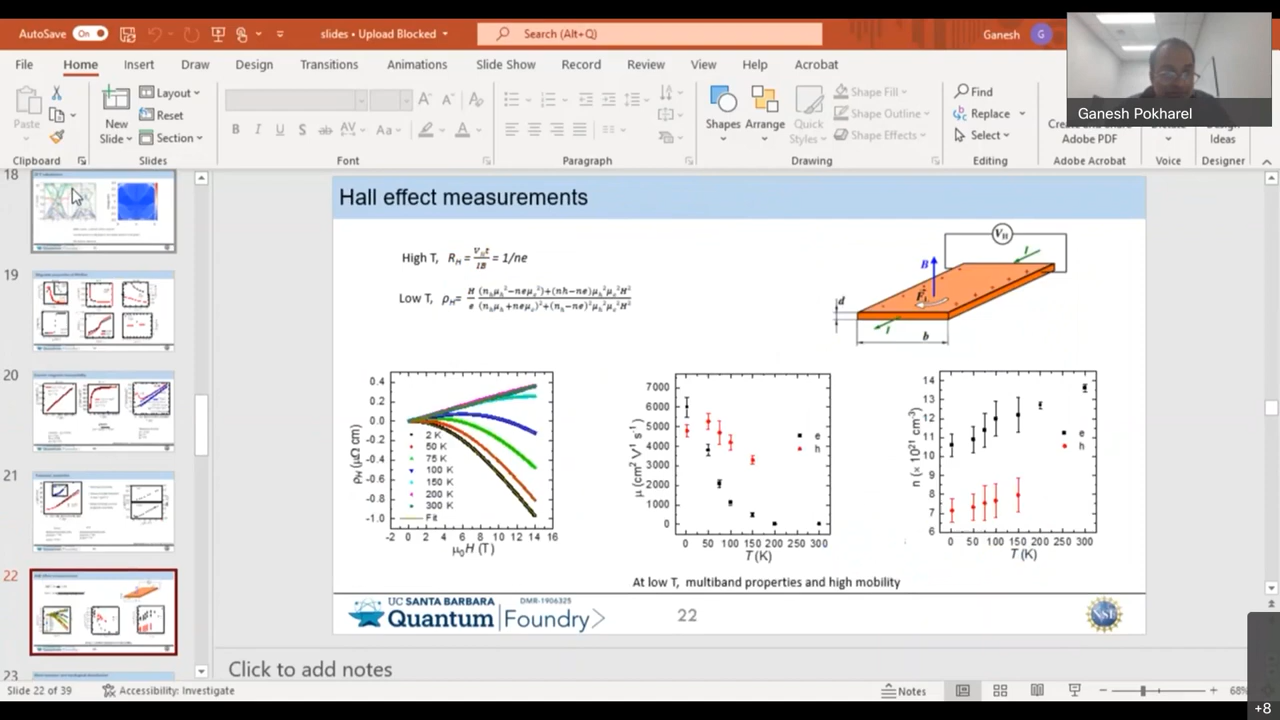 AutoSave On slides • Upload Blocked Search (Alt+Q) Ganesh G
File Home Insert Draw Design Transitions Animations Slide Show Record Review View Help Acrobat
Ganesh Pokharel
Paste
New
Slide
Layout
Reset
Section
Shapes Arrange Quick
Styles
Shape Fill
Shape Outline
Shape Effects
Find
Replace
Select
Adobe PDF
Ideas
Clipboard Slides Font Paragraph Drawing Editing Adobe Acrobat Voice Designer
18
19
20
21
22
23
Hall effect measurements
High T, R_H = V_H t / IB = 1/ne
Low T, ρ_H =
V_H
B
I
F
d
I
b
0.4
0.2
0.0
-0.2
-0.4
-0.6
-0.8
-1.0
ρ_H (μΩ cm)
2 K
50 K
75 K
100 K
150 K
200 K
300 K
Fit
-2 0 2 4 6 8 10 12 14 16
μ₀H (T)
7000
6000
5000
4000
3000
2000
1000
0
μ (cm² V¹ s⁻¹)
e
h
0 50 100 150 200 250 300
T (K)
14
13
12
11
10
9
8
7
6
n (× 10²¹ cm⁻³)
e
h
0 50 100 150 200 250 300
T (K)
At low T, multiband properties and high mobility
UC SANTA BARBARA DMR-1906325
Quantum Foundry
22
NSF
Click to add notes
Slide 22 of 39 Accessibility: Investigate Notes 68%
+8